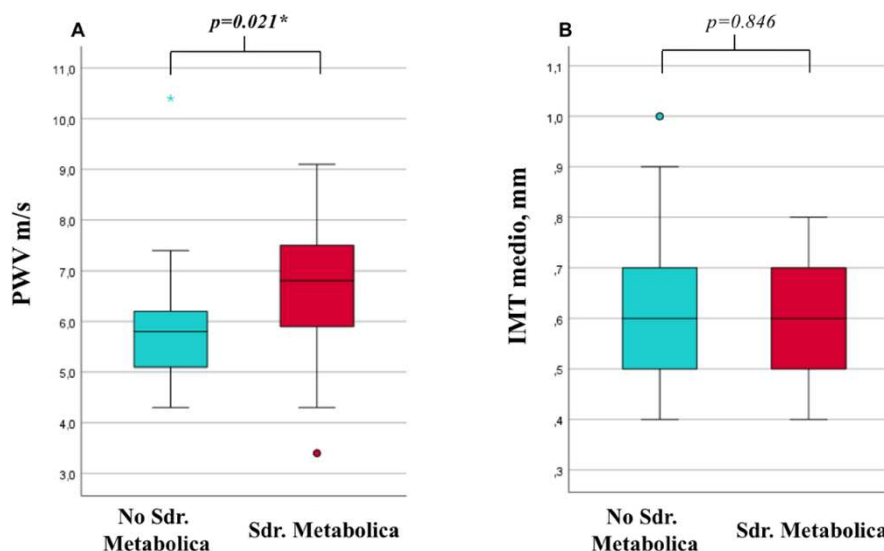 A
p=0.021*
11,0
10,0
9,0
8,0
7,0
6,0
5,0
4,0
3,0
PWV m/s
No Sdr.
Metabolica
Sdr. Metabolica
B
p=0.846
1,1
1,0
,9
,8
,7
,6
,5
,4
,3
IMT medio, mm
No Sdr.
Metabolica
Sdr. Metabolica